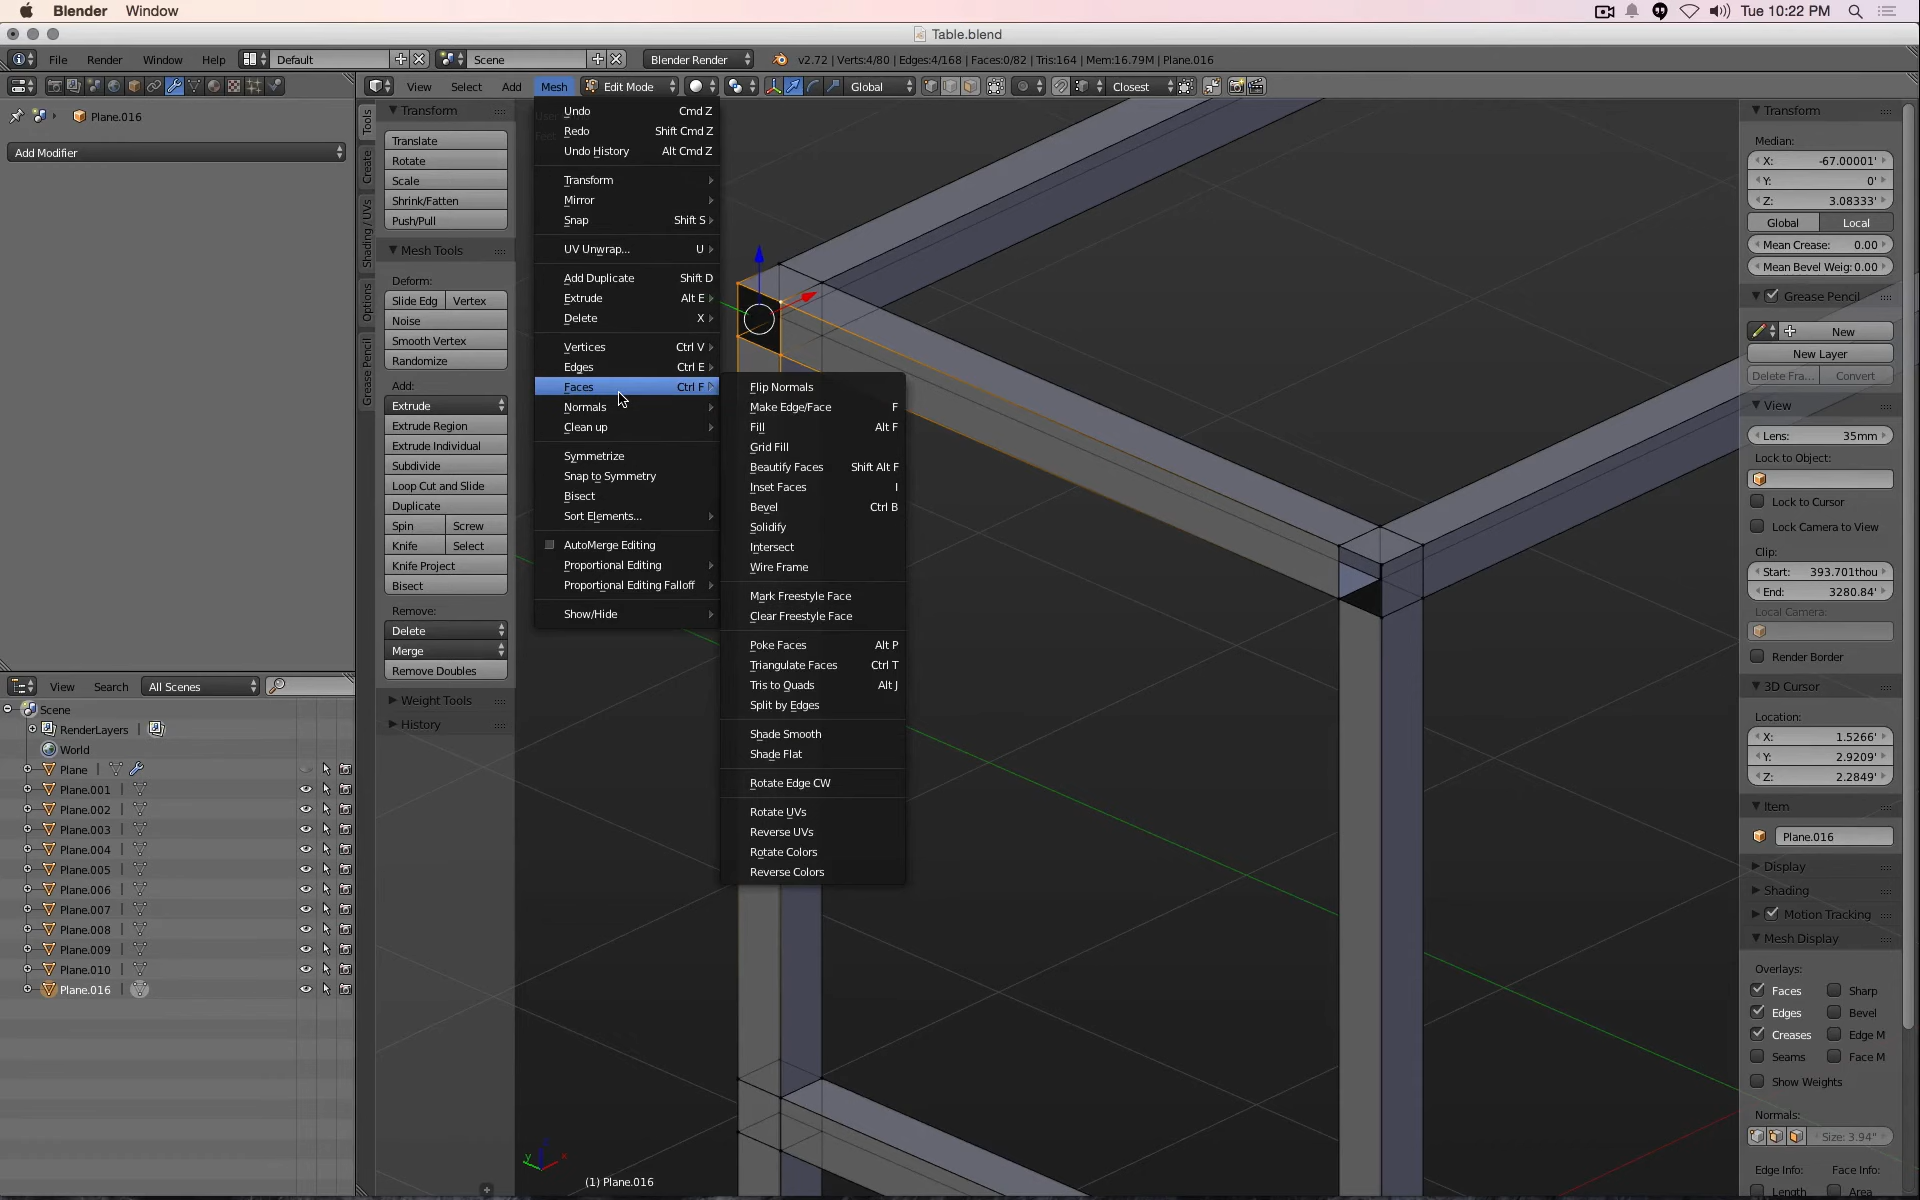 Blender Window
Tue 10:22 PM
Table.blend
File Render Window Help Default Scene Blender Render v2.72 | Verts:4/80 | Edges:4/168 | Faces:0/82 | Tris:164 | Mem:16.79M | Plane.016
View Select Add Mesh Edit Mode Global Closest
Plane.016
Add Modifier
View Search All Scenes
Scene
RenderLayers |
World
Plane |
Plane.001 |
Plane.002 |
Plane.003 |
Plane.004 |
Plane.005 |
Plane.006 |
Plane.007 |
Plane.008 |
Plane.009 |
Plane.010 |
Plane.016 |
Tools
Create
Shading / UVs
Options
Grease Pencil
Transform
Translate
Rotate
Scale
Shrink/Fatten
Push/Pull
Mesh Tools
Deform:
Slide Edg Vertex
Noise
Smooth Vertex
Randomize
Add:
Extrude
Extrude Region
Extrude Individual
Subdivide
Loop Cut and Slide
Duplicate
Spin Screw
Knife Select
Knife Project
Bisect
Remove:
Delete
Merge
Remove Doubles
Weight Tools
History
Undo Cmd Z
Redo Shift Cmd Z
Undo History Alt Cmd Z
Transform
Mirror
Snap Shift S
UV Unwrap... U
Add Duplicate Shift D
Extrude Alt E
Delete X
Vertices Ctrl V
Edges Ctrl E
Faces Ctrl F
Normals
Clean up
Symmetrize
Snap to Symmetry
Bisect
Sort Elements...
AutoMerge Editing
Proportional Editing
Proportional Editing Falloff
Show/Hide
Flip Normals
Make Edge/Face F
Fill Alt F
Grid Fill
Beautify Faces Shift Alt F
Inset Faces I
Bevel Ctrl B
Solidify
Intersect
Wire Frame
Mark Freestyle Face
Clear Freestyle Face
Poke Faces Alt P
Triangulate Faces Ctrl T
Tris to Quads Alt J
Split by Edges
Shade Smooth
Shade Flat
Rotate Edge CW
Rotate UVs
Reverse UVs
Rotate Colors
Reverse Colors
y x
(1) Plane.016
Transform
Median:
X: -67.00001'
Y: 0'
Z: 3.08333'
Global Local
Mean Crease: 0.00
Mean Bevel Weig: 0.00
Grease Pencil
New
New Layer
Delete Fra... Convert
View
Lens: 35mm
Lock to Object:
Lock to Cursor
Lock Camera to View
Clip:
Start: 393.701thou
End: 3280.84'
Local Camera:
Render Border
3D Cursor
Location:
X: 1.5266'
Y: 2.9209'
Z: 2.2849'
Item
Plane.016
Display
Shading
Motion Tracking
Mesh Display
Overlays:
Faces Sharp
Edges Bevel
Creases Edge M
Seams Face M
Show Weights
Normals:
Size: 3.94"
Edge Info: Face Info:
Length Area